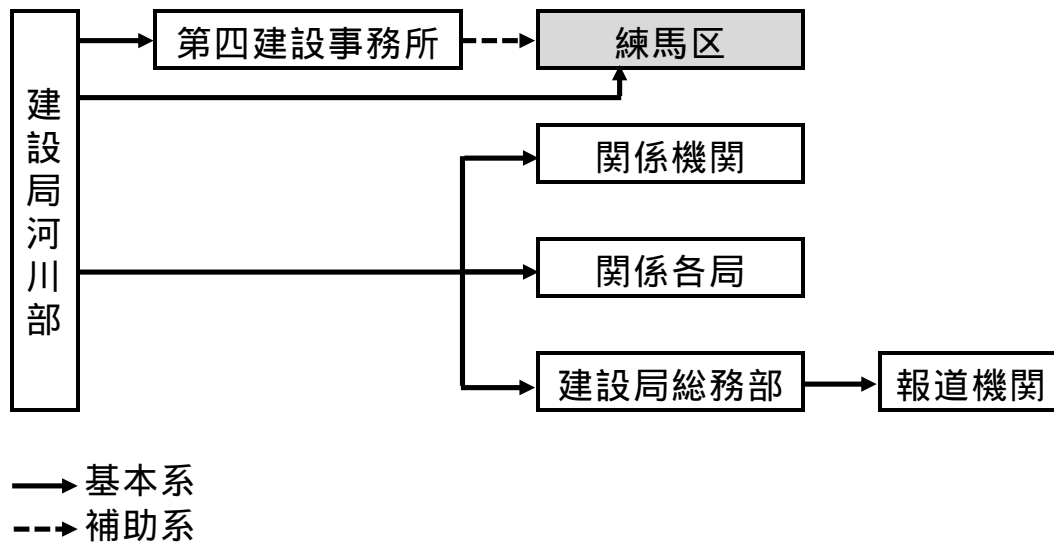 建設局河川部
第四建設事務所
練馬区
関係機関
関係各局
建設局総務部
報道機関
基本系
補助系